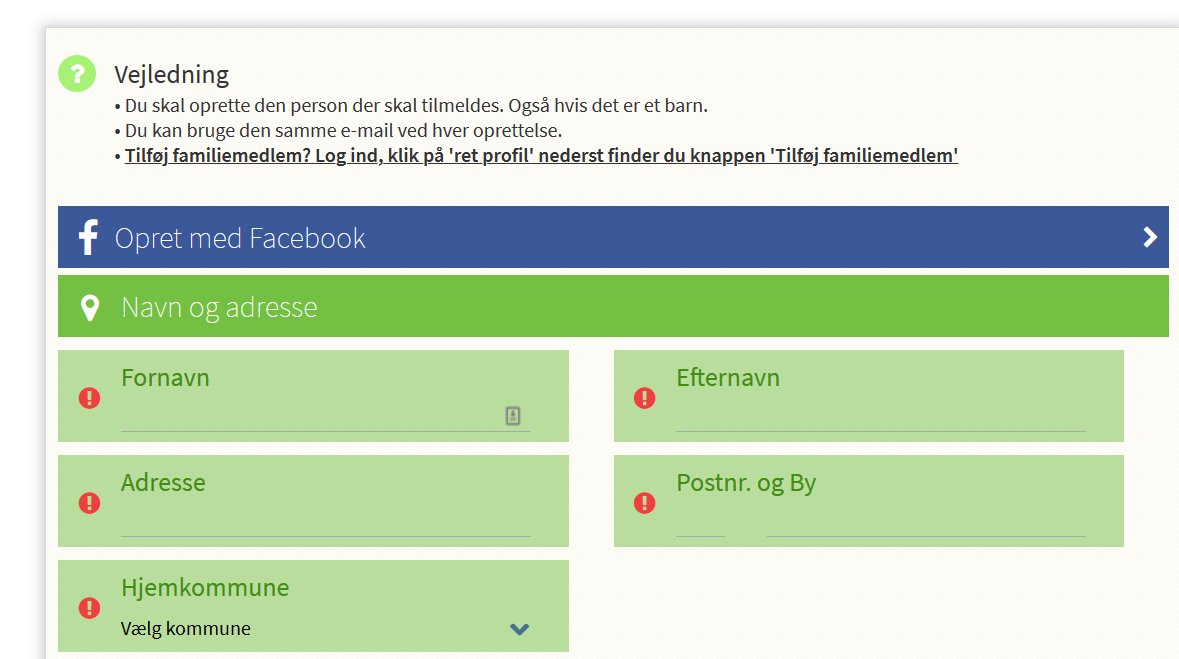 Vejledning
• Du skal oprette den person der skal tilmeldes. Også hvis det er et barn.
• Du kan bruge den samme e-mail ved hver oprettelse.
• Tilføj familiemedlem? Log ind, klik på 'ret profil' nederst finder du knappen 'Tilføj familiemedlem'
Opret med Facebook
Navn og adresse
Fornavn
Efternavn
Adresse
Postnr. og By
Hjemkommune
Vælg kommune